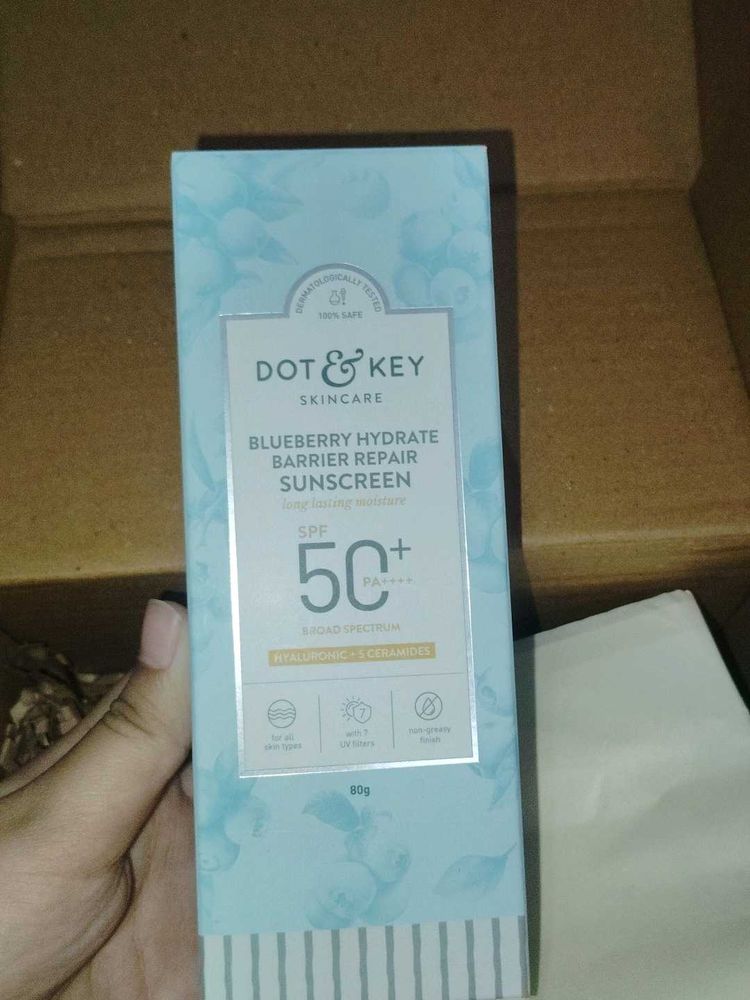 DERMATOLOGICALLY TESTED
100% SAFE
DOT & KEY
SKINCARE
BLUEBERRY HYDRATE
BARRIER REPAIR
SUNSCREEN
long lasting moisture
SPF
50+
PA++++
BROAD SPECTRUM
HYALURONIC + 5 CERAMIDES
for all
skin types
7
with 7
UV filters
non-greasy
finish
80g